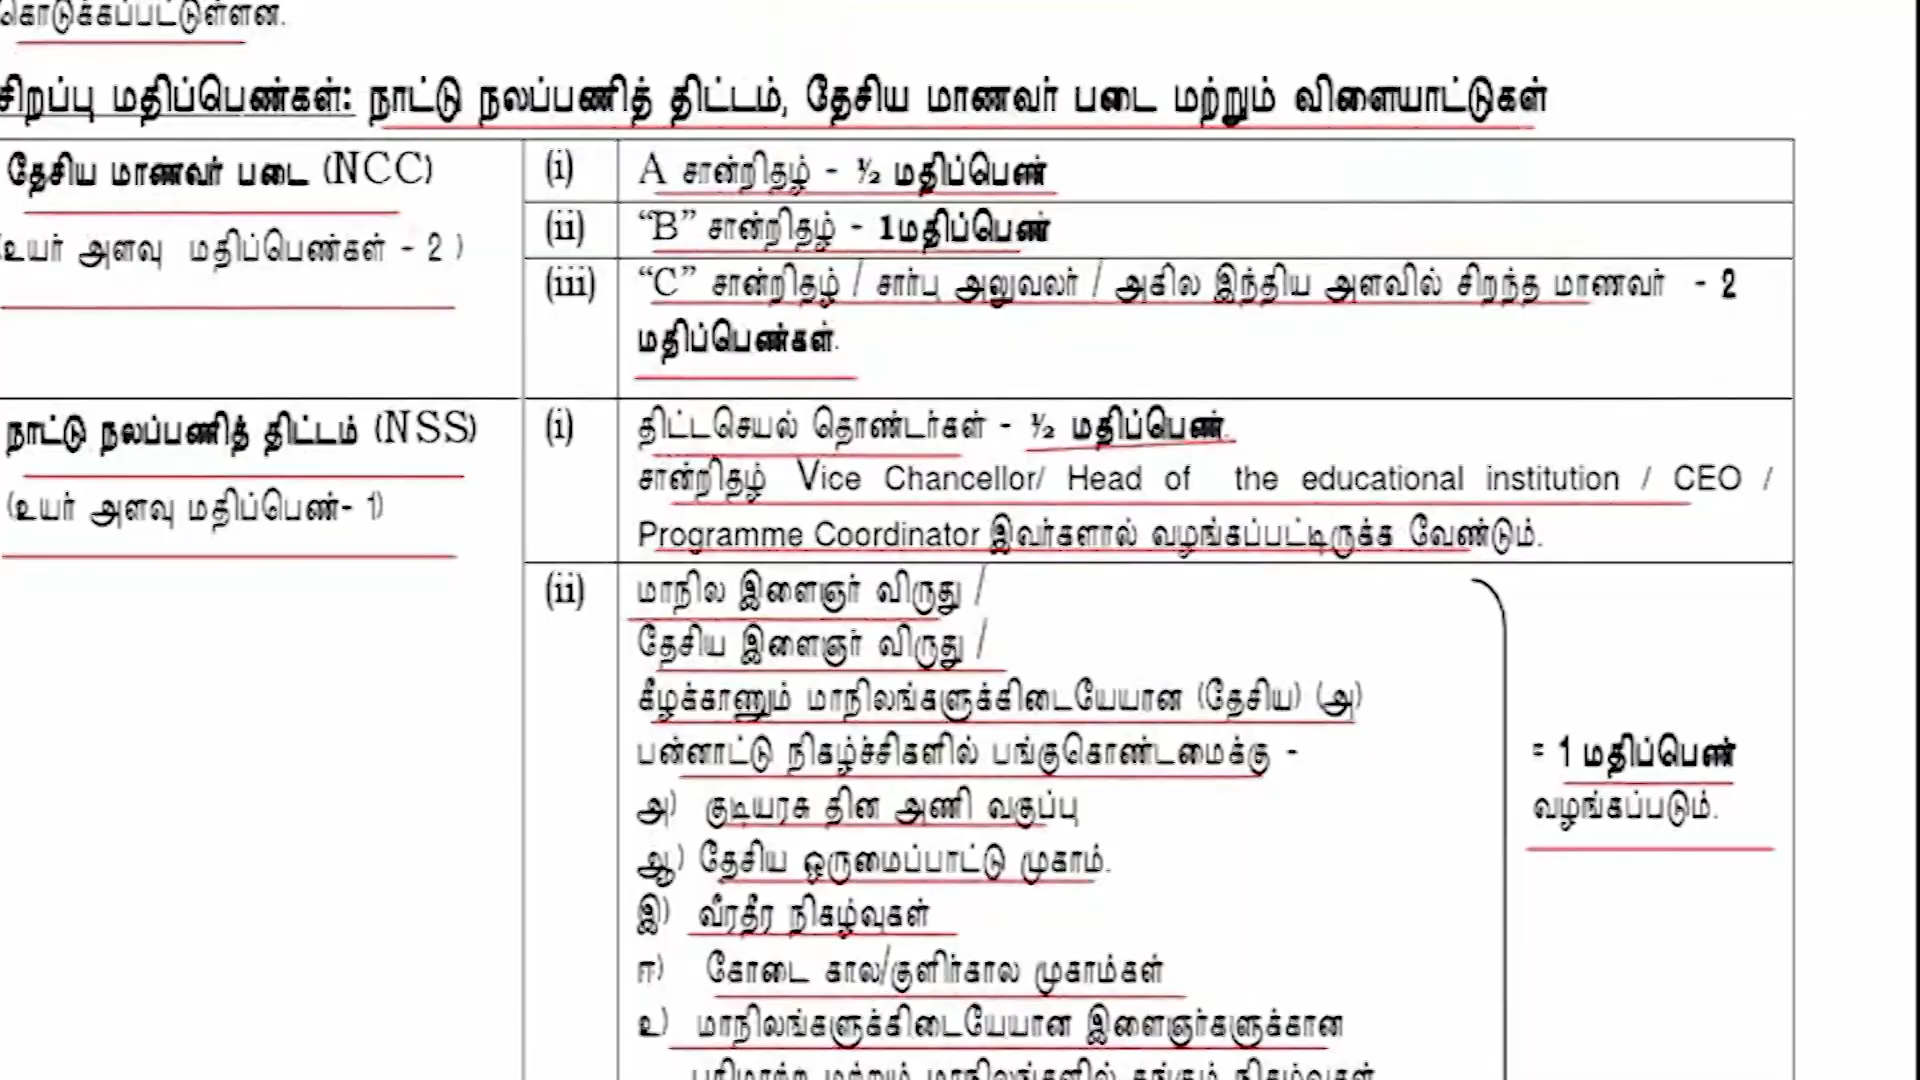 கொடுக்கப்பட்டுள்ளன.
சிறப்பு மதிப்பெண்கள்: நாட்டு நலப்பணித் திட்டம், தேசிய மாணவர் படை மற்றும் விளையாட்டுகள்
தேசிய மாணவர் படை (NCC)
(உயர் அளவு மதிப்பெண்கள் - 2 )
(i) A சான்றிதழ் - ½ மதிப்பெண்
(ii) “B” சான்றிதழ் - 1மதிப்பெண்
(iii) “C” சான்றிதழ் / சார்பு அலுவலர் / அகில இந்திய அளவில் சிறந்த மாணவர் - 2
மதிப்பெண்கள்.
நாட்டு நலப்பணித் திட்டம் (NSS)
(உயர் அளவு மதிப்பெண்- 1)
(i) திட்டசெயல் தொண்டர்கள் - ½ மதிப்பெண்.
சான்றிதழ் Vice Chancellor/ Head of the educational institution / CEO /
Programme Coordinator இவர்களால் வழங்கப்பட்டிருக்க வேண்டும்.
(ii) மாநில இளைஞர் விருது /
தேசிய இளைஞர் விருது /
கீழக்காணும் மாநிலங்களுக்கிடையேயான (தேசிய) (அ)
பன்னாட்டு நிகழ்ச்சிகளில் பங்குகொண்டமைக்கு -
அ) குடியரசு தின அணி வகுப்பு
ஆ) தேசிய ஒருமைப்பாட்டு முகாம்.
இ) வீரதீர நிகழ்வுகள்
ஈ) கோடை கால/குளிர்கால முகாம்கள்
உ) மாநிலங்களுக்கிடையேயான இளைஞர்களுக்கான
= 1 மதிப்பெண்
வழங்கப்படும்.